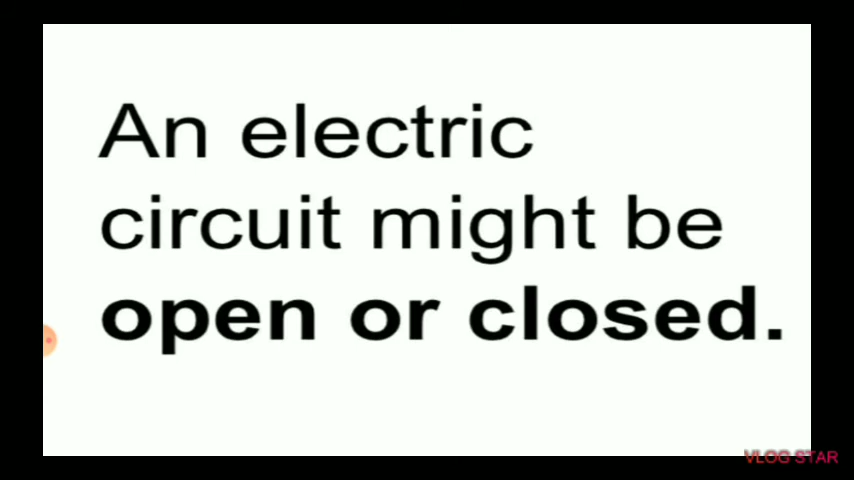 An electric
circuit might be
open or closed.
VLOG STAR